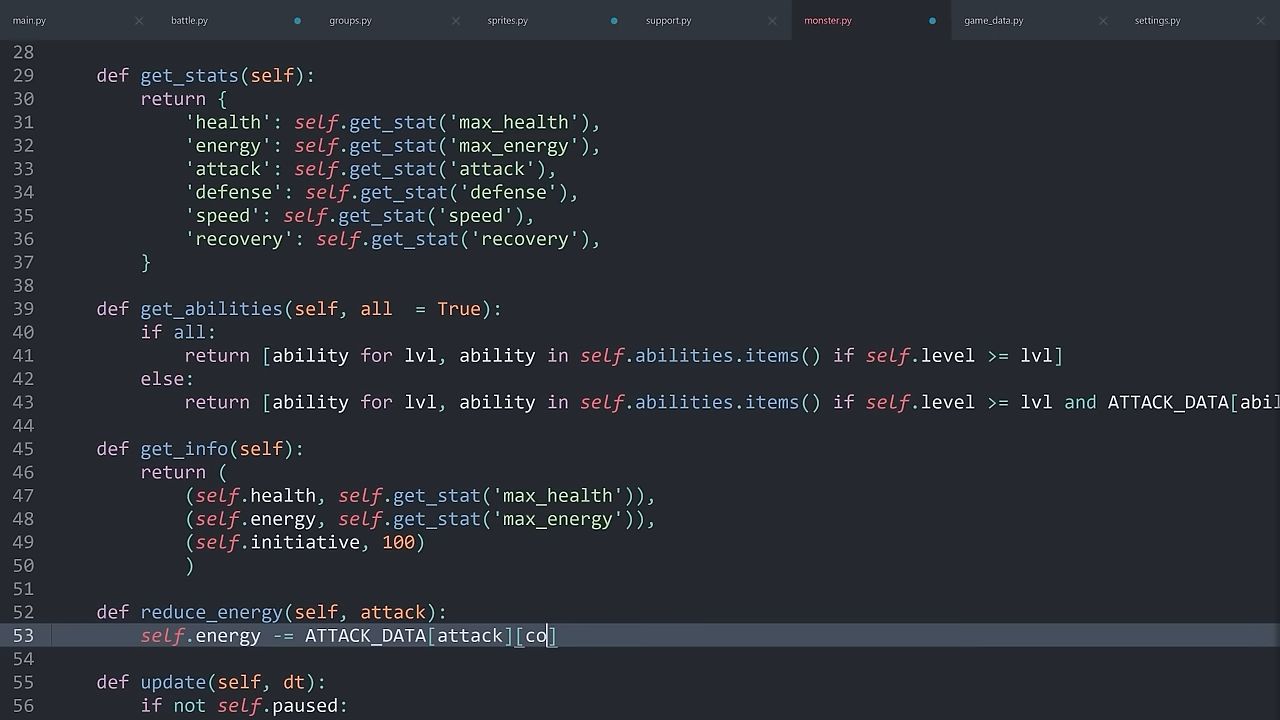 main.py battle.py groups.py sprites.py support.py monster.py game_data.py settings.py
28
29 def get_stats(self):
30 return {
31 'health': self.get_stat('max_health'),
32 'energy': self.get_stat('max_energy'),
33 'attack': self.get_stat('attack'),
34 'defense': self.get_stat('defense'),
35 'speed': self.get_stat('speed'),
36 'recovery': self.get_stat('recovery'),
37 }
38
39 def get_abilities(self, all  = True):
40 if all:
41 return [ability for lvl, ability in self.abilities.items() if self.level >= lvl]
42 else:
43 return [ability for lvl, ability in self.abilities.items() if self.level >= lvl and ATTACK_DATA[abil
44
45 def get_info(self):
46 return (
47 (self.health, self.get_stat('max_health')),
48 (self.energy, self.get_stat('max_energy')),
49 (self.initiative, 100)
50 )
51
52 def reduce_energy(self, attack):
53 self.energy -= ATTACK_DATA[attack][co]
54
55 def update(self, dt):
56 if not self.paused: